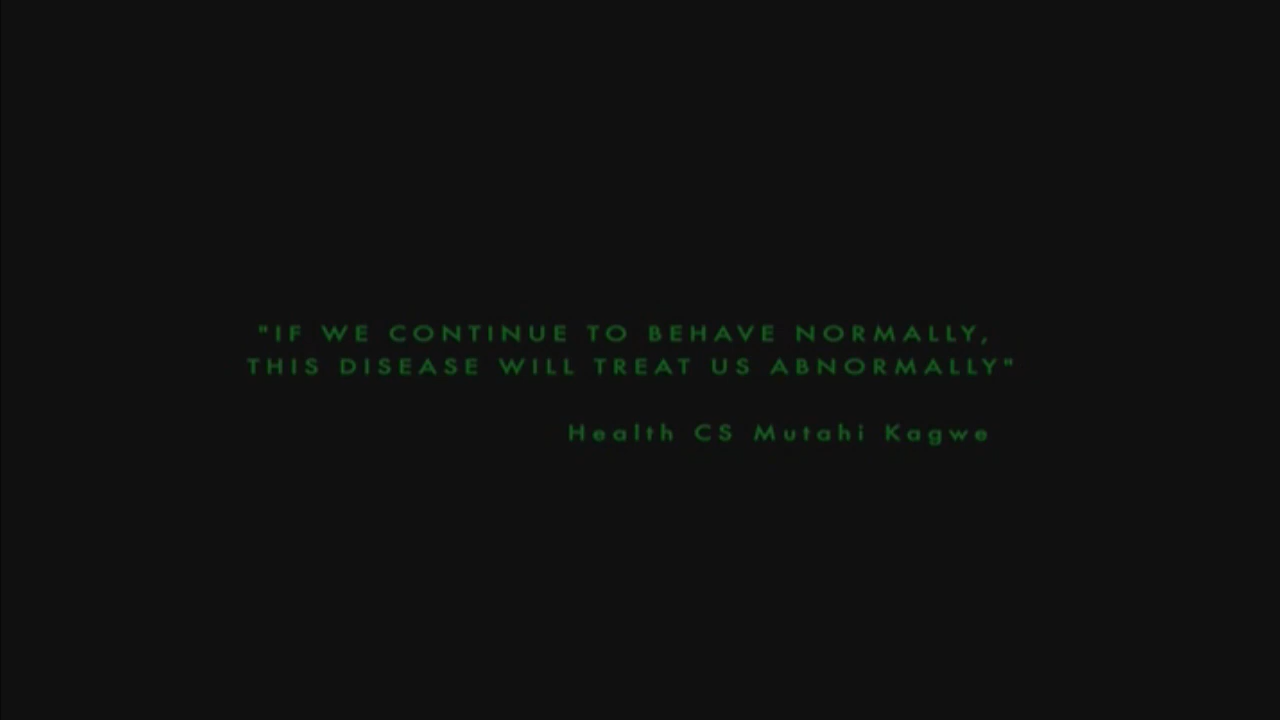 "IF WE CONTINUE TO BEHAVE NORMALLY,
THIS DISEASE WILL TREAT US ABNORMALLY"
Health CS Mutahi Kagwe